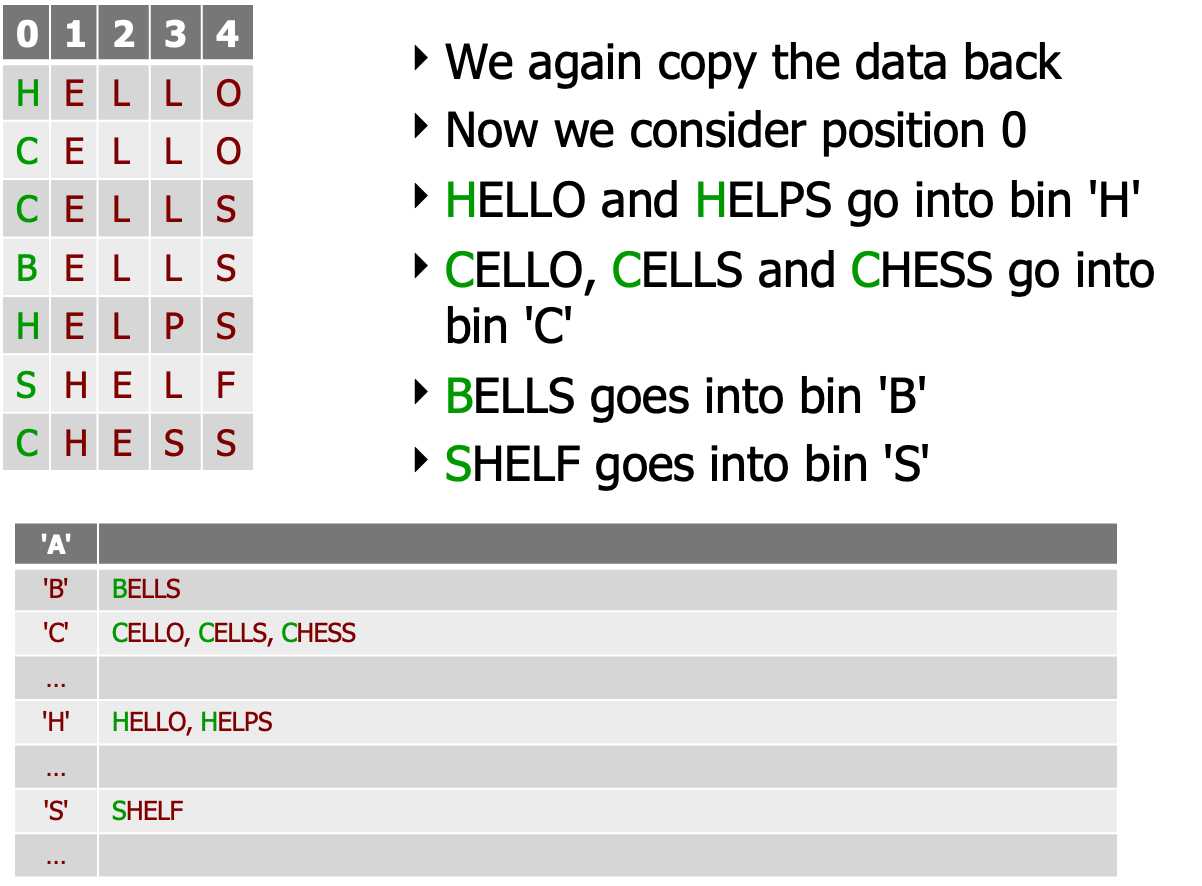 0 1 2 3 4
H E L L O
C E L L O
C E L L S
B E L L S
H E L P S
S H E L F
C H E S S
We again copy the data back
Now we consider position 0
HELLO and HELPS go into bin 'H'
CELLO, CELLS and CHESS go into
bin 'C'
BELLS goes into bin 'B'
SHELF goes into bin 'S'
'A'
'B' BELLS
'C' CELLO, CELLS, CHESS
...
'H' HELLO, HELPS
...
'S' SHELF
...